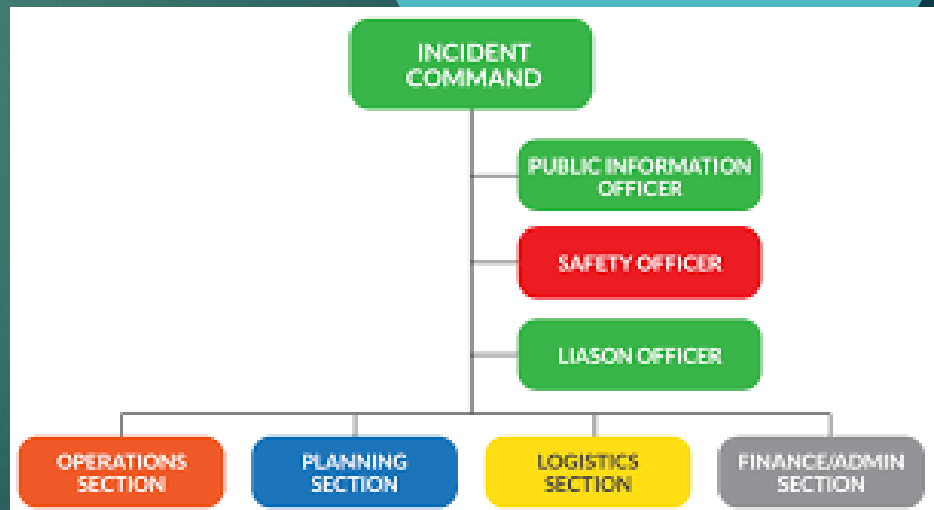 INCIDENT
COMMAND
PUBLIC INFORMATION
OFFICER
SAFETY OFFICER
LIASON OFFICER
OPERATIONS
SECTION
PLANNING
SECTION
LOGISTICS
SECTION
FINANCE/ADMIN
SECTION